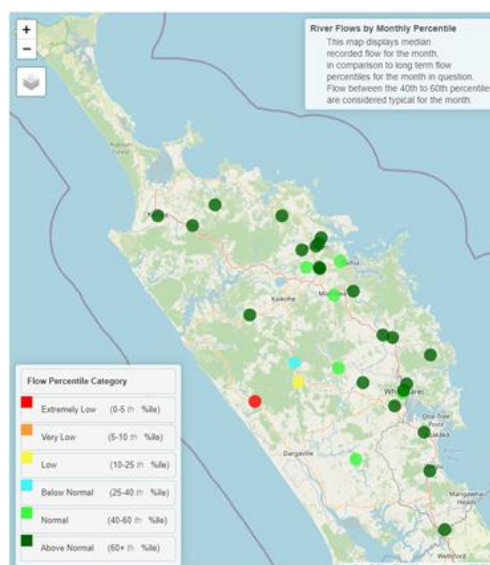 +
−
River Flows by Monthly Percentile
This map displays median
recorded flow for the month,
in comparison to long term flow
percentiles for the month in question.
Flow between the 40th to 60th percentiles
are considered typical for the month.
Kaikohe
Dargaville
One Tree
Point
Mangawhai
Heads
Wellsford
Flow Percentile Category
Extremely Low (0-5 th %ile)
Very Low (5-10 th %ile)
Low (10-25 th %ile)
Below Normal (25-40 th %ile)
Normal (40-60 th %ile)
Above Normal (60+ th %ile)